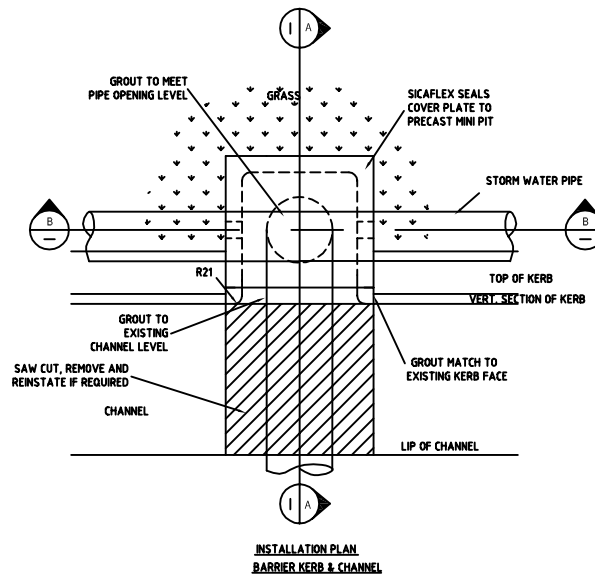 A
GROUT TO MEET
PIPE OPENING LEVEL
GRASS
SICAFLEX SEALS
COVER PLATE TO
PRECAST MINI PIT
STORM WATER PIPE
B
B
R21
TOP OF KERB
VERT. SECTION OF KERB
GROUT TO
EXISTING
CHANNEL LEVEL
GROUT MATCH TO
EXISTING KERB FACE
SAW CUT, REMOVE AND
REINSTATE IF REQUIRED
CHANNEL
LIP OF CHANNEL
A
INSTALLATION PLAN
BARRIER KERB & CHANNEL